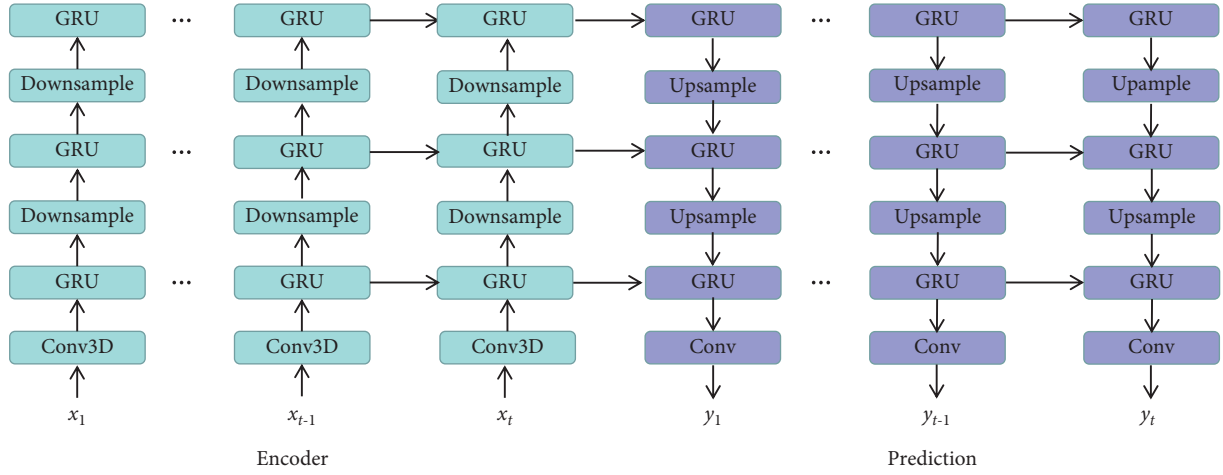 GRU ... GRU GRU GRU ... GRU GRU
Downsample Downsample Downsample Upsample Upsample Upample
GRU ... GRU GRU GRU ... GRU GRU
Downsample Downsample Downsample Upsample Upsample Upsample
GRU ... GRU GRU GRU ... GRU GRU
Conv3D Conv3D Conv3D Conv Conv Conv
x1 xt-1 xt y1 yt-1 yt
Encoder Prediction